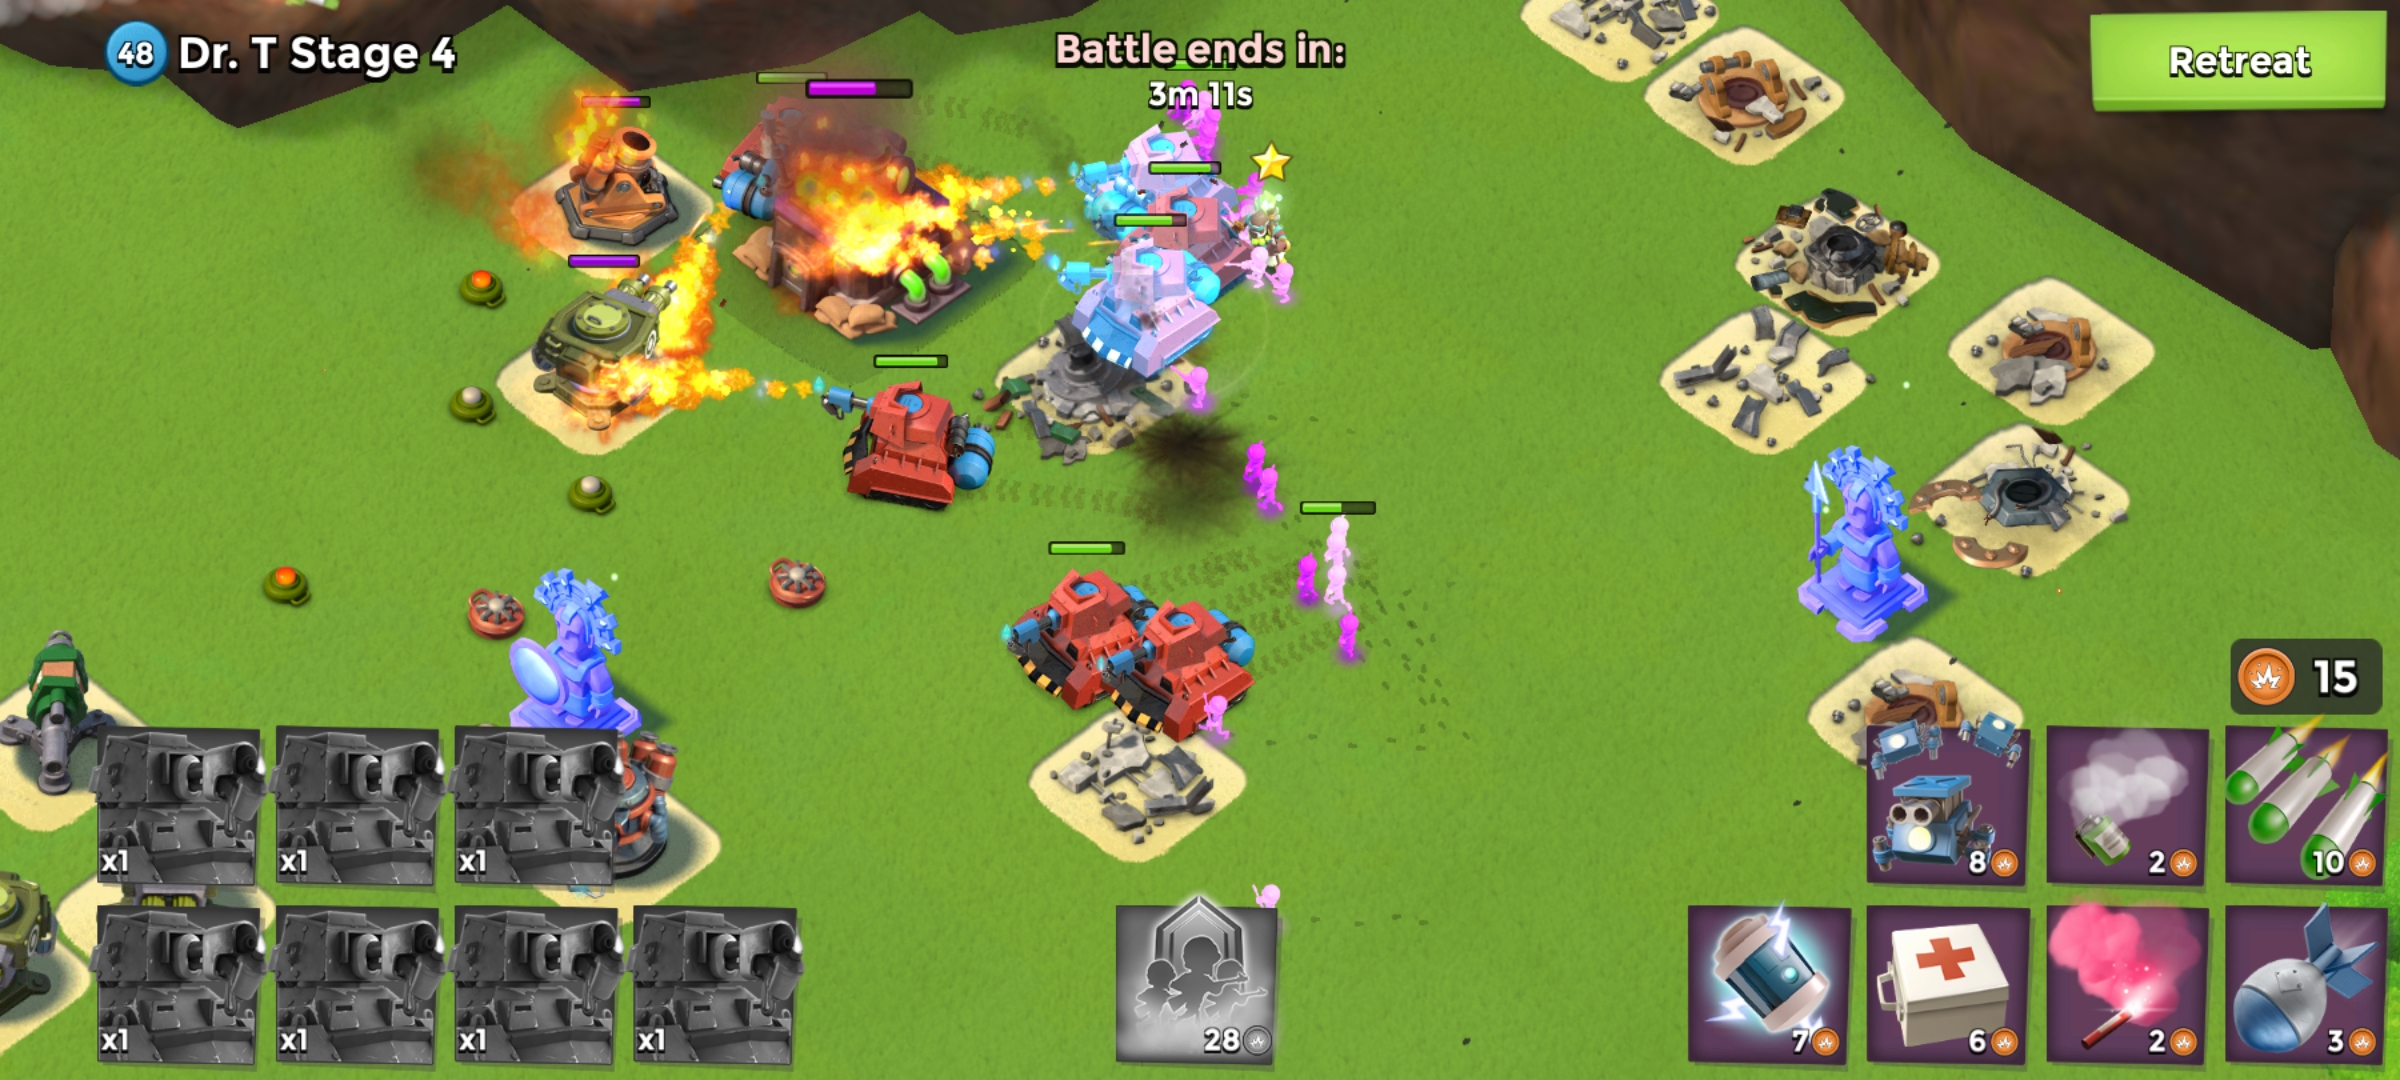 48 Dr. T Stage 4
Battle ends in:
3m 11s
Retreat
15
x1 x1 x1
8 2 10
x1 x1 x1 x1
28
7 6 2 3